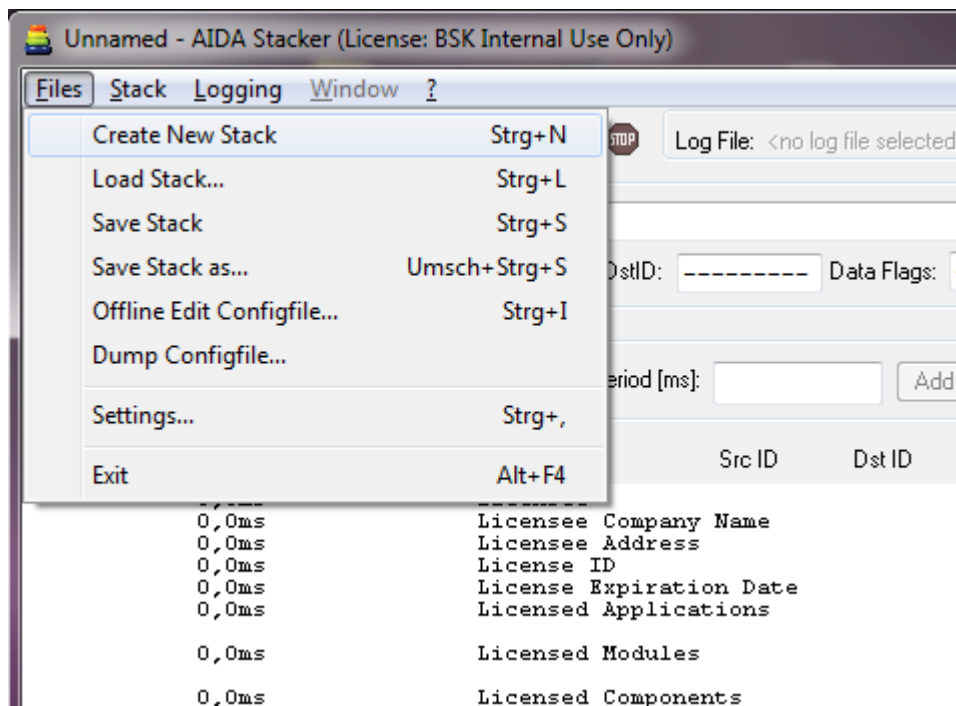 Unnamed - AIDA Stacker (License: BSK Internal Use Only)
Files Stack Logging Window ?
Create New Stack Strg+N
STOP Log File: <no log file selected
Load Stack... Strg+L
Save Stack Strg+S
Save Stack as... Umsch+Strg+S
DstID: --------- Data Flags:
Offline Edit Configfile... Strg+I
Dump Configfile...
eriod [ms]: Add
Settings... Strg+,
Src ID Dst ID
Exit Alt+F4
0,0ms Licensee Company Name
0,0ms Licensee Address
0,0ms License ID
0,0ms License Expiration Date
0,0ms Licensed Applications
0,0ms Licensed Modules
0,0ms Licensed Components